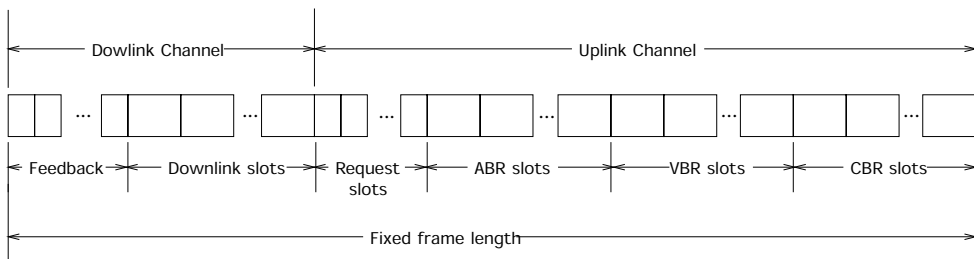 Dowlink Channel
Uplink Channel
... ... ... ... ... ...
Feedback
Downlink slots
Request
slots
ABR slots
VBR slots
CBR slots
Fixed frame length